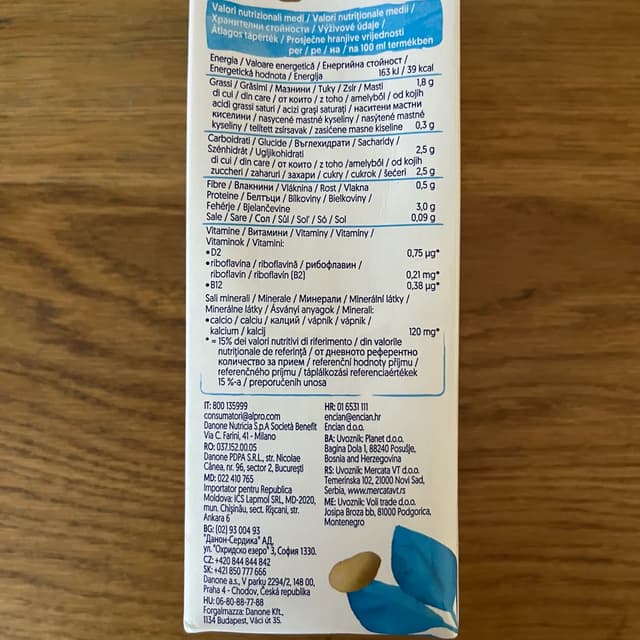 Valori nutrizionali medi / Valori nutriționale medii /
Хранителни стойности / Výživové údaje /
Átlagos tápérték / Prosječne hranjive vrijednosti
per / pe / на / na 100 ml termékben
Energia / Valoare energetică / Енергийна стойност /
Energetická hodnota / Energija 163 kJ / 39 kcal
Grassi / Grăsimi / Мазнини / Tuky / Zsír / Masti 1,8 g
di cui / din care / от които / z toho / amelyből / od kojih
acidi grassi saturi / acizi grași saturați / наситени мастни
киселини / nasycené mastné kyseliny / nasýtené mastné
kyseliny / telített zsírsavak / zasićene masne kiseline 0,3 g
Carboidrati / Glucide / Въглехидрати / Sacharidy /
Szénhidrát / Ugljikohidrati 2,5 g
di cui / din care / от които / z toho /amelyből / od kojih
zuccheri / zaharuri / захари / cukry / cukrok / šećeri 2,5 g
Fibre / Влакнини / Vláknina / Rost / Vlakna 0,5 g
Proteine / Белтъци / Bílkoviny / Bielkoviny /
Fehérje / Bjelančevine 3,0 g
Sale / Sare / Сол / Sůl / Soľ / Só / Sol 0,09 g
Vitamine / Витамини / Vitaminy / Vitamíny /
Vitaminok / Vitamini:
•D2 0,75 µg*
•riboflavina / riboflavină / рибофлавин /
riboflavin / riboflavín (B2) 0,21 mg*
•B12 0,38 µg*
Sali minerali / Minerale / Минерали / Minerální látky /
Minerálne látky / Ásványi anyagok / Minerali:
•calcio / calciu / калций / vápník / vápnik /
kalcium / kalcij 120 mg*
* = 15% dei valori nutritivi di riferimento / din valorile
nutriționale de referință / от дневното референтно
количество за прием / referenční hodnoty příjmu /
referenčného príjmu / táplálkozási referenciaértékek
15 %-a / preporučenih unosa
IT: 800 135999
consumatori@alpro.com
Danone Nutricia S.p.A Società Benefit
Via C. Farini, 41 - Milano
RO: 037.152.00.05
Danone PDPA S.R.L., str. Nicolae
Cânea, nr. 96, sector 2, București
MD: 022 410 765
Importator pentru Republica
Moldova: ICS Lapmol SRL, MD-2020,
mun. Chișinău, sect. Rîșcani, str.
Ankara 6
BG: (02) 93 004 93
"Данон-Сердика" АД,
ул. "Охридско езеро" 3, София 1330.
CZ: +420 844 844 842
SK: +421 850 777 666
Danone a.s., V parku 2294/2, 148 00,
Praha 4 - Chodov, Česká republika
HU: 06-80-88-77-88
Forgalmazza: Danone Kft.,
1134 Budapest, Váci út 35.
HR: 01 6531 111
encian@encian.hr
Encian d.o.o.
BA: Uvoznik: Planet d.o.o.
Bagina Dola 1, 88240 Posušje,
Bosnia and Herzegovina
RS: Uvoznik: Mercata VT d.o.o.
Temerinska 102, 21000 Novi Sad,
Serbia, www.mercatavt.rs
ME: Uvoznik: Voli trade d.o.o.
Josipa Broza bb, 81000 Podgorica,
Montenegro